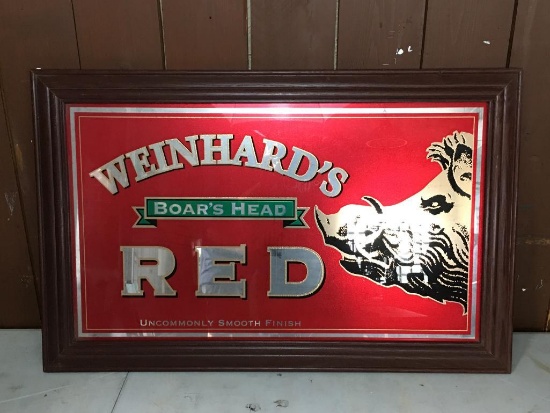 WEINHARD'S
BOAR'S HEAD
RED
UNCOMMONLY SMOOTH FINISH